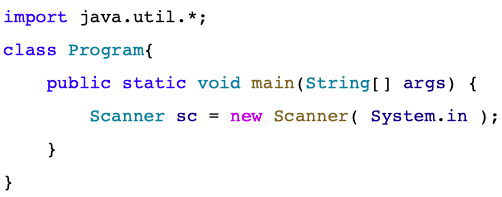 import java.util.*;
class Program{
    public static void main(String[] args) {
        Scanner sc = new Scanner( System.in );
    }
}